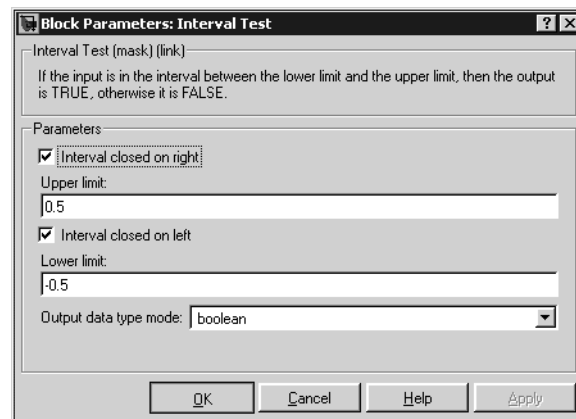 Block Parameters: Interval Test
Interval Test (mask) (link)
If the input is in the interval between the lower limit and the upper limit, then the output
is TRUE, otherwise it is FALSE.
Parameters
Interval closed on right
Upper limit:
0.5
Interval closed on left
Lower limit:
-0.5
Output data type mode: boolean
OK Cancel Help Apply